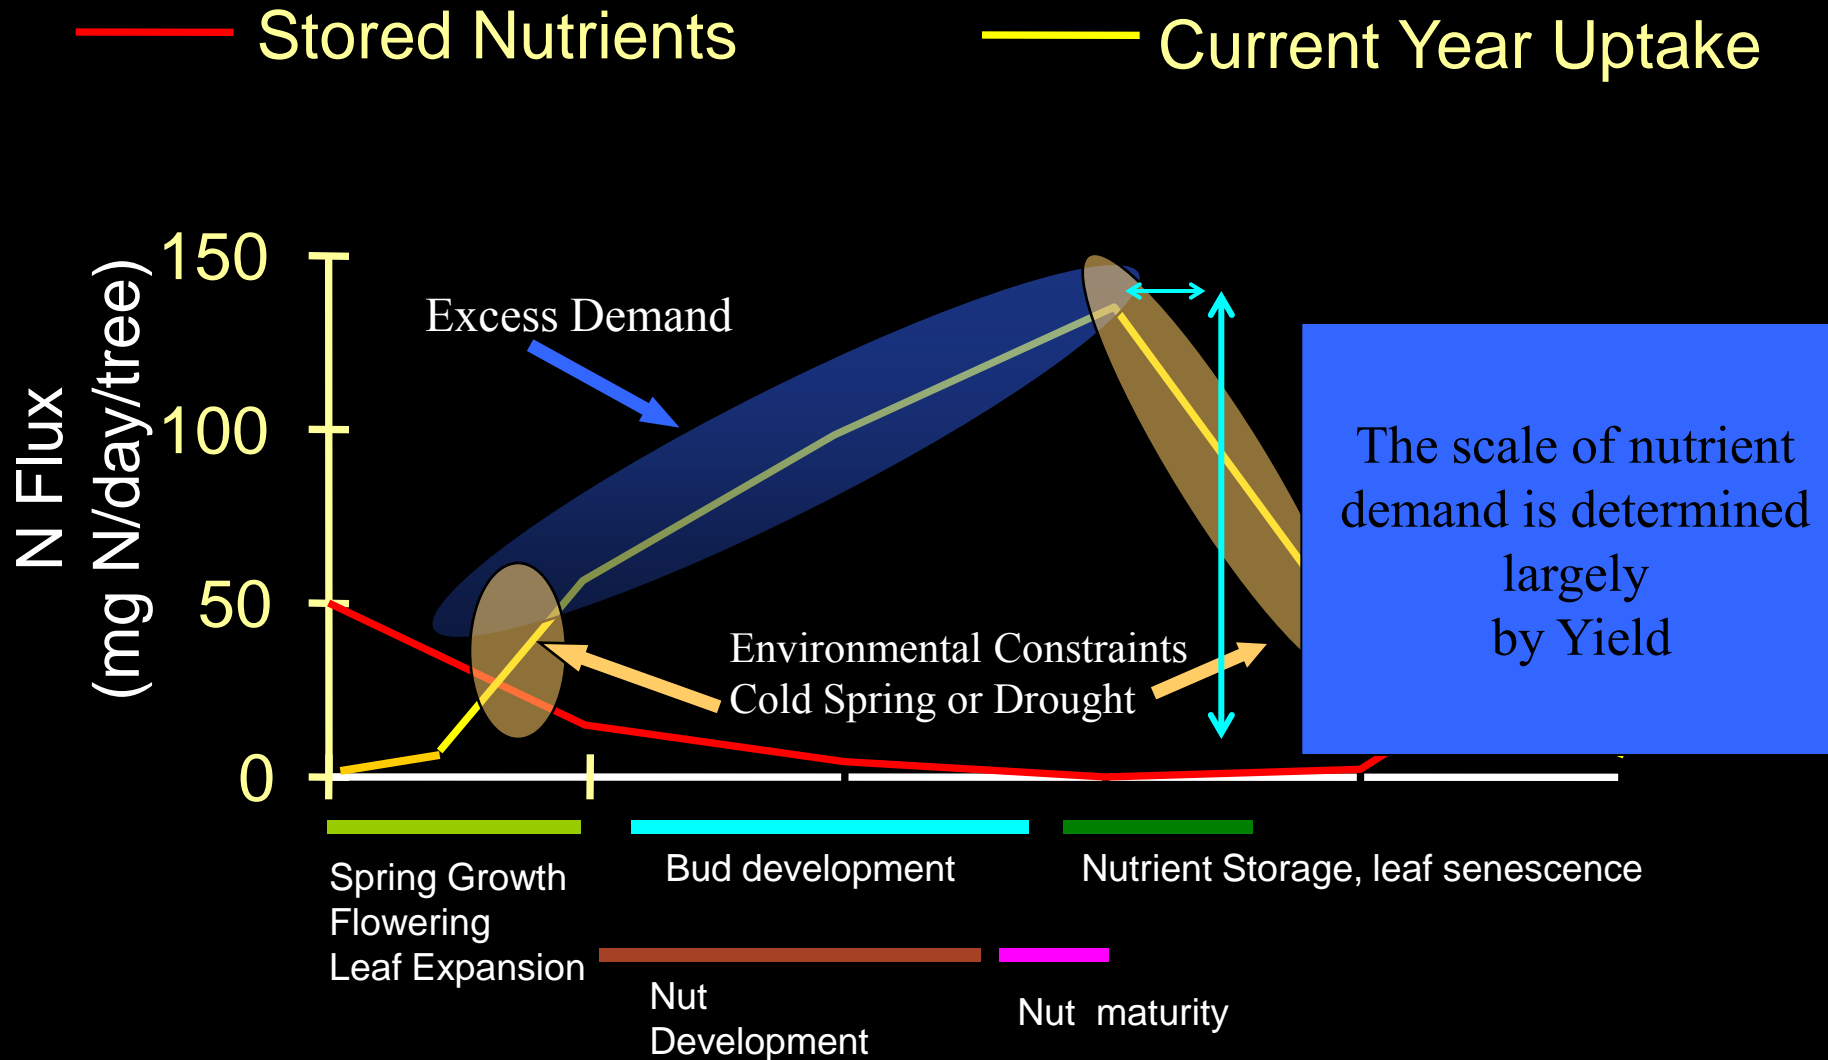 Stored Nutrients
Current Year Uptake
N Flux
(mg N/day/tree)
150
100
50
0
Excess Demand
Environmental Constraints
Cold Spring or Drought
The scale of nutrient
demand is determined
largely
by Yield
Spring Growth
Flowering
Leaf Expansion
Bud development
Nutrient Storage, leaf senescence
Nut
Development
Nut maturity